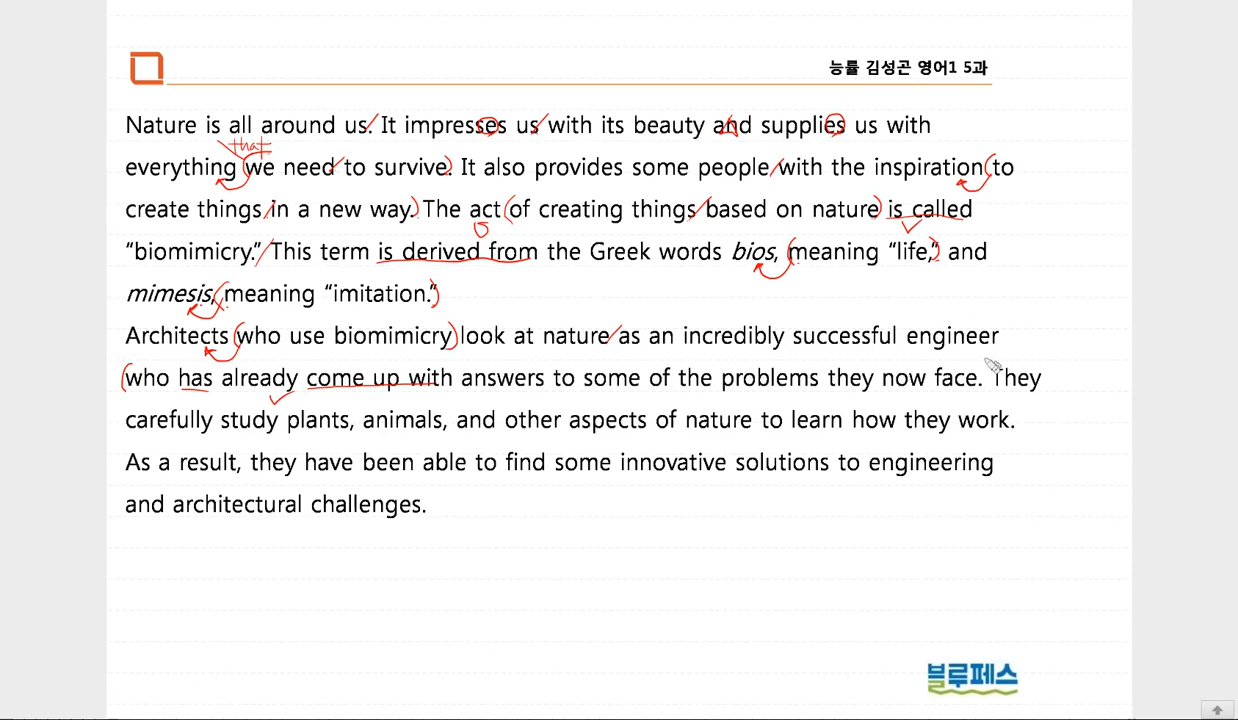 능률 김성곤 영어1 5과
Nature is all around us. It impresses us with its beauty and supplies us with
that
everything we need to survive. It also provides some people with the inspiration to
create things in a new way. The act of creating things based on nature is called
“biomimicry.” This term is derived from the Greek words bios, meaning “life,” and
mimesis, meaning “imitation.”
Architects who use biomimicry look at nature as an incredibly successful engineer
who has already come up with answers to some of the problems they now face. They
carefully study plants, animals, and other aspects of nature to learn how they work.
As a result, they have been able to find some innovative solutions to engineering
and architectural challenges.
블루페스